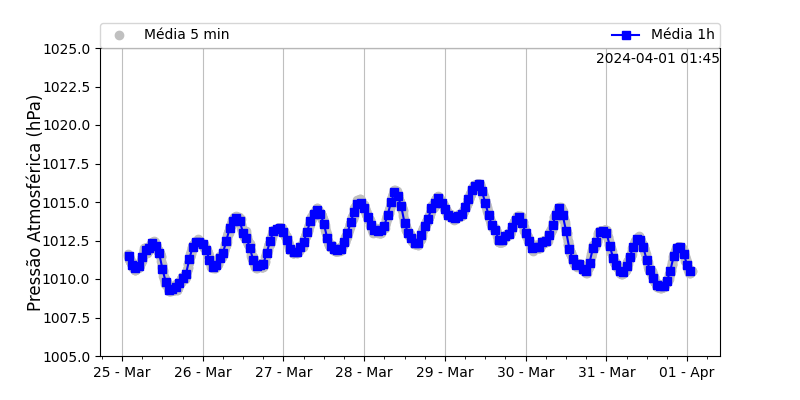 Média 5 min
Média 1h
2024-04-01 01:45
Pressão Atmosférica (hPa)
1025.0
1022.5
1020.0
1017.5
1015.0
1012.5
1010.0
1007.5
1005.0
25 - Mar 26 - Mar 27 - Mar 28 - Mar 29 - Mar 30 - Mar 31 - Mar 01 - Apr